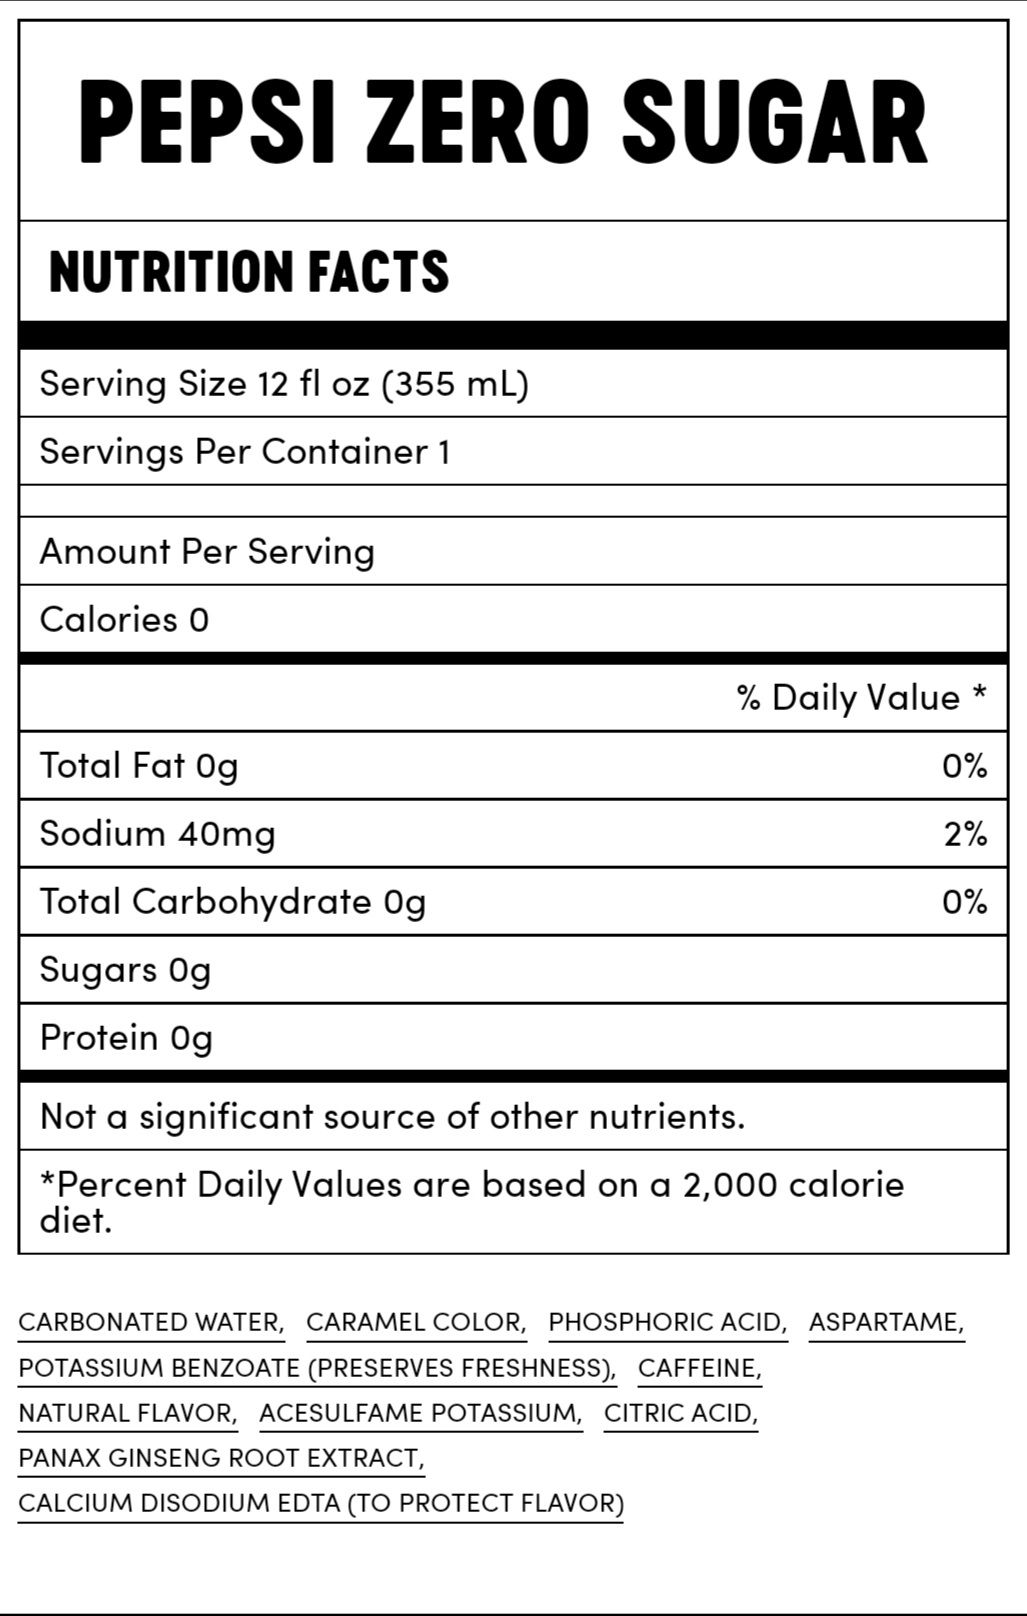 PEPSI ZERO SUGAR
NUTRITION FACTS
Serving Size 12 fl oz (355 mL)
Servings Per Container 1
Amount Per Serving
Calories 0
% Daily Value *
Total Fat 0g 0%
Sodium 40mg 2%
Total Carbohydrate 0g 0%
Sugars 0g
Protein 0g
Not a significant source of other nutrients.
*Percent Daily Values are based on a 2,000 calorie
diet.
CARBONATED WATER, CARAMEL COLOR, PHOSPHORIC ACID, ASPARTAME,
POTASSIUM BENZOATE (PRESERVES FRESHNESS), CAFFEINE,
NATURAL FLAVOR, ACESULFAME POTASSIUM, CITRIC ACID,
PANAX GINSENG ROOT EXTRACT,
CALCIUM DISODIUM EDTA (TO PROTECT FLAVOR)